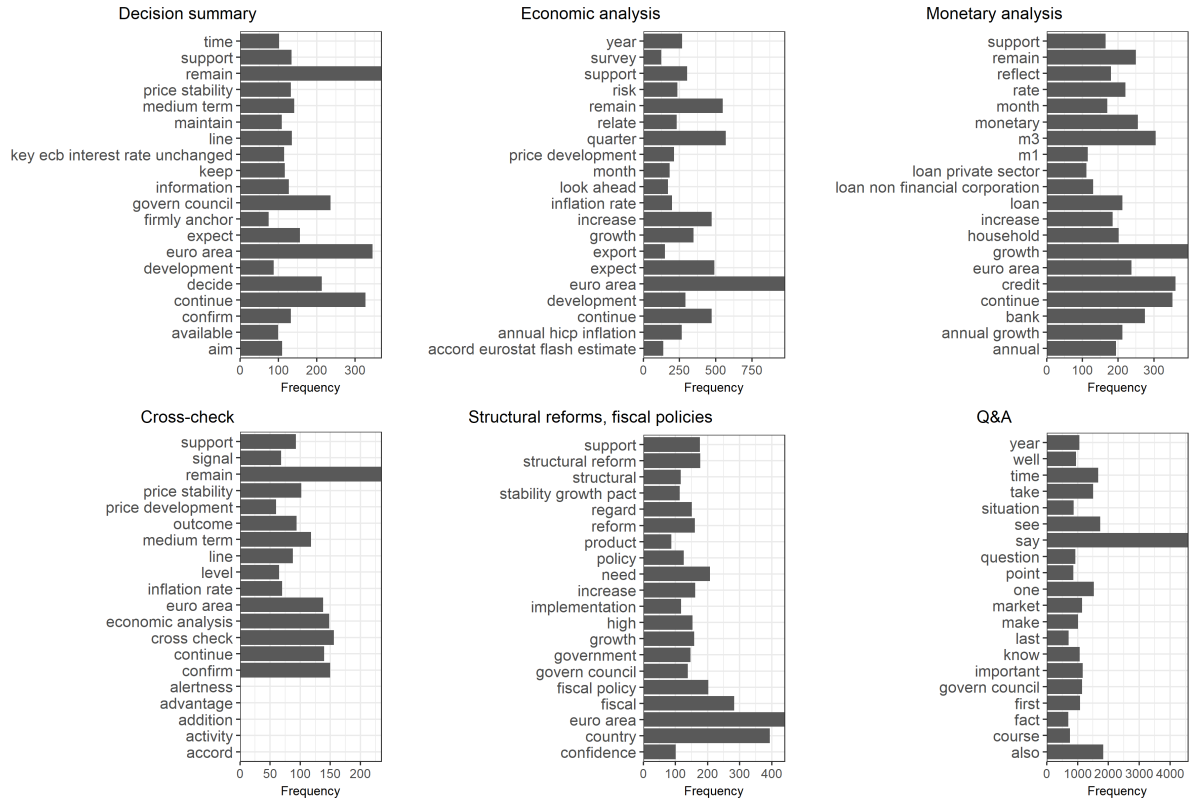 Decision summary
time
support
remain
price stability
medium term
maintain
line
key ecb interest rate unchanged
keep
information
govern council
firmly anchor
expect
euro area
development
decide
continue
confirm
available
aim
0 100 200 300
Frequency
Economic analysis
year
survey
support
risk
remain
relate
quarter
price development
month
look ahead
inflation rate
increase
growth
export
expect
euro area
development
continue
annual hicp inflation
accord eurostat flash estimate
0 250 500 750
Frequency
Monetary analysis
support
remain
reflect
rate
month
monetary
m3
m1
loan private sector
loan non financial corporation
loan
increase
household
growth
euro area
credit
continue
bank
annual growth
annual
0 100 200 300
Frequency
Cross-check
support
signal
remain
price stability
price development
outcome
medium term
line
level
inflation rate
euro area
economic analysis
cross check
continue
confirm
alertness
advantage
addition
activity
accord
0 50 100 150 200
Frequency
Structural reforms, fiscal policies
support
structural reform
structural
stability growth pact
regard
reform
product
policy
need
increase
implementation
high
growth
government
govern council
fiscal policy
fiscal
euro area
country
confidence
0 100 200 300 400
Frequency
Q&A
year
well
time
take
situation
see
say
question
point
one
market
make
last
know
important
govern council
first
fact
course
also
0 1000 2000 3000 4000
Frequency